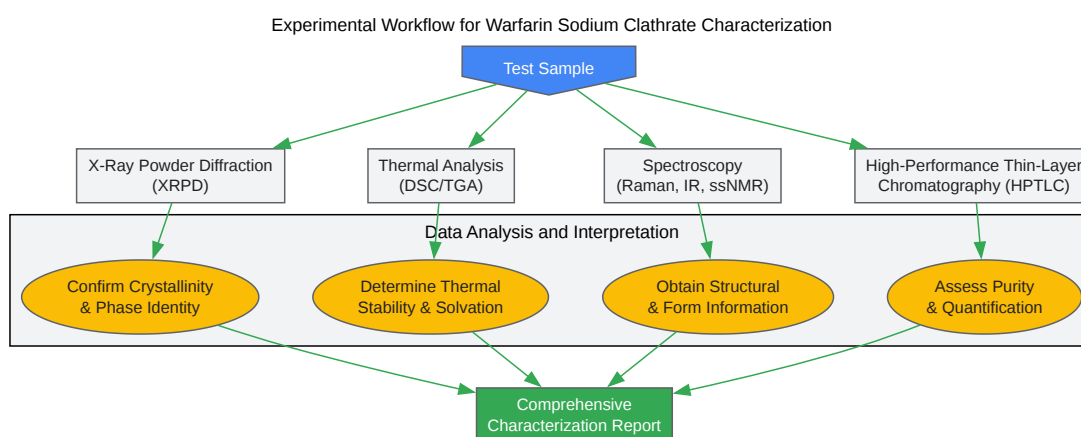 Experimental Workflow for Warfarin Sodium Clathrate Characterization
Test Sample
X-Ray Powder Diffraction
(XRPD)
Thermal Analysis
(DSC/TGA)
Spectroscopy
(Raman, IR, ssNMR)
High-Performance Thin-Layer
Chromatography (HPTLC)
Data Analysis and Interpretation
Confirm Crystallinity
& Phase Identity
Determine Thermal
Stability & Solvation
Obtain Structural
& Form Information
Assess Purity
& Quantification
Comprehensive
Characterization Report